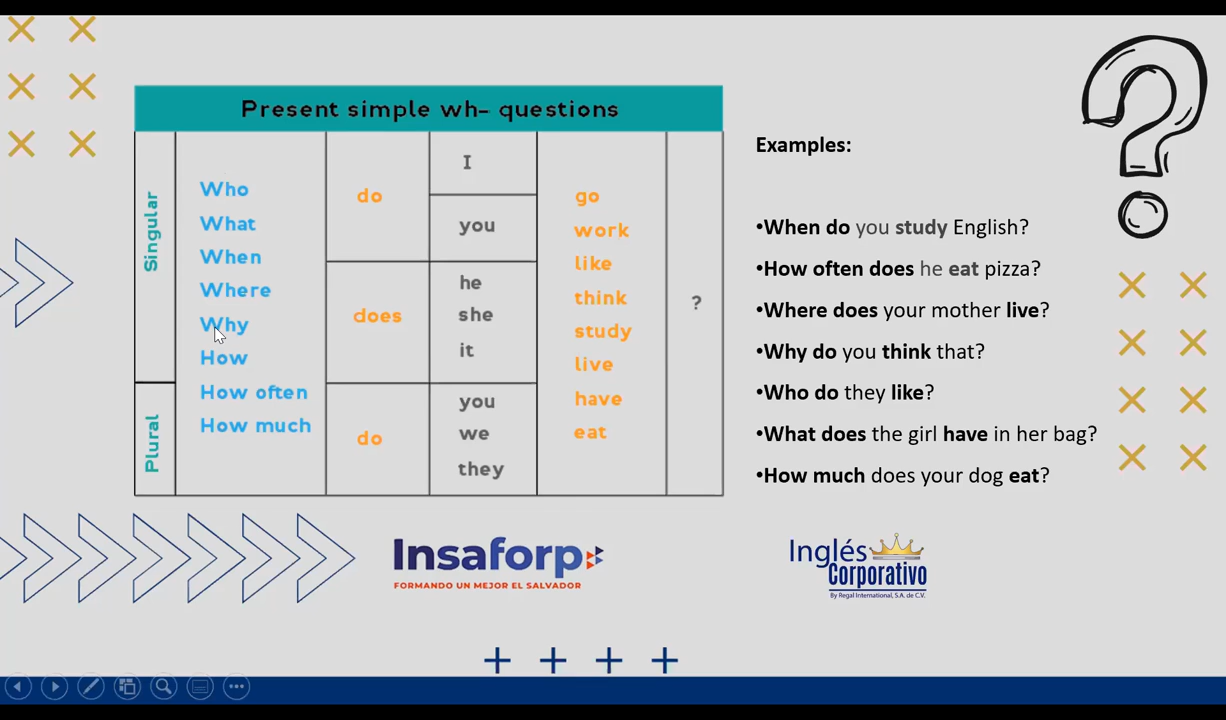 Present simple wh- questions
Singular
Plural
Who
What
When
Where
Why
How
How often
How much
do
does
do
I
you
he
she
it
you
we
they
go
work
like
think
study
live
have
eat
?
Examples:
•When do you study English?
•How often does he eat pizza?
•Where does your mother live?
•Why do you think that?
•Who do they like?
•What does the girl have in her bag?
•How much does your dog eat?
Insaforp
FORMANDO UN MEJOR EL SALVADOR
Inglés
Corporativo
By Regal International, S.A. de C.V.